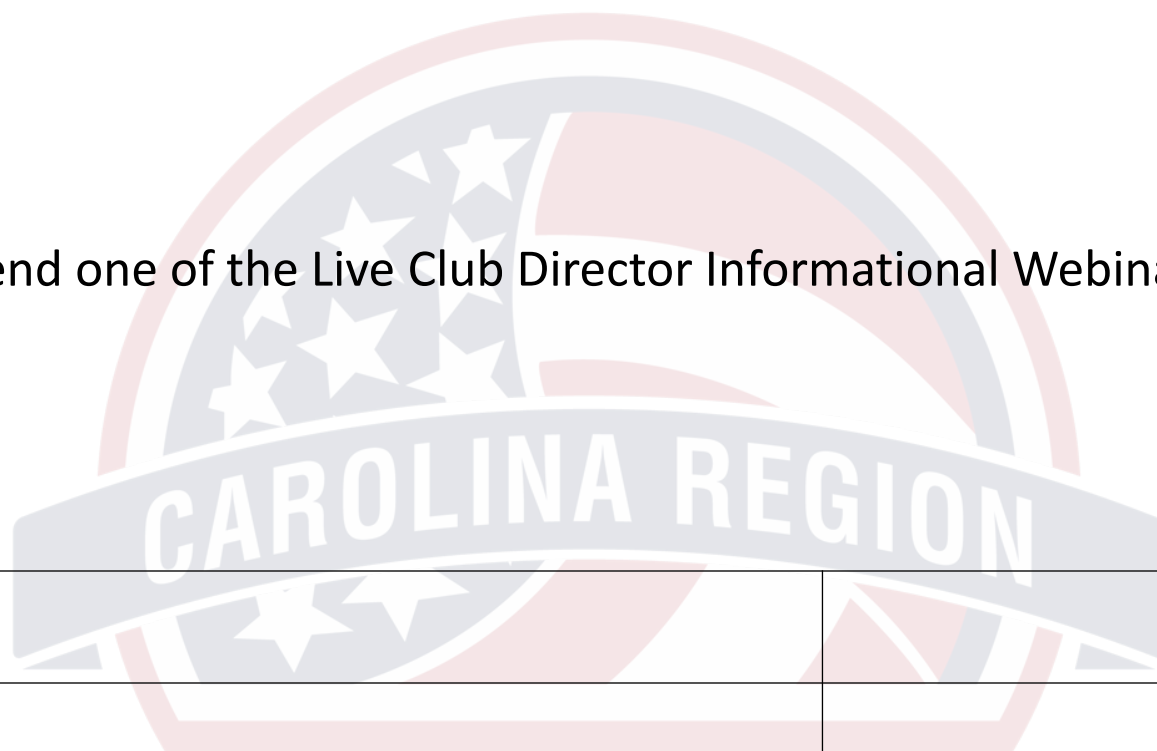 end one of the Live Club Director Informational Webina
CAROLINA REGION